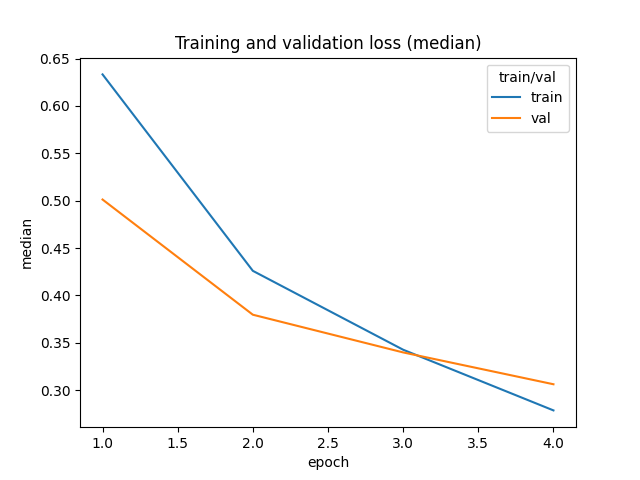 Training and validation loss (median)
train/val
train
val
0.65
0.60
0.55
0.50
0.45
0.40
0.35
0.30
median
1.0 1.5 2.0 2.5 3.0 3.5 4.0
epoch